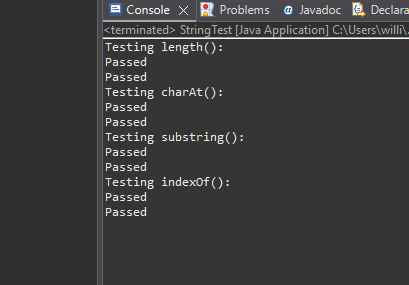 Console Problems Javadoc Declara
<terminated> StringTest [Java Application] C:\Users\willi\.
Testing length():
Passed
Passed
Testing charAt():
Passed
Passed
Testing substring():
Passed
Passed
Testing indexOf():
Passed
Passed